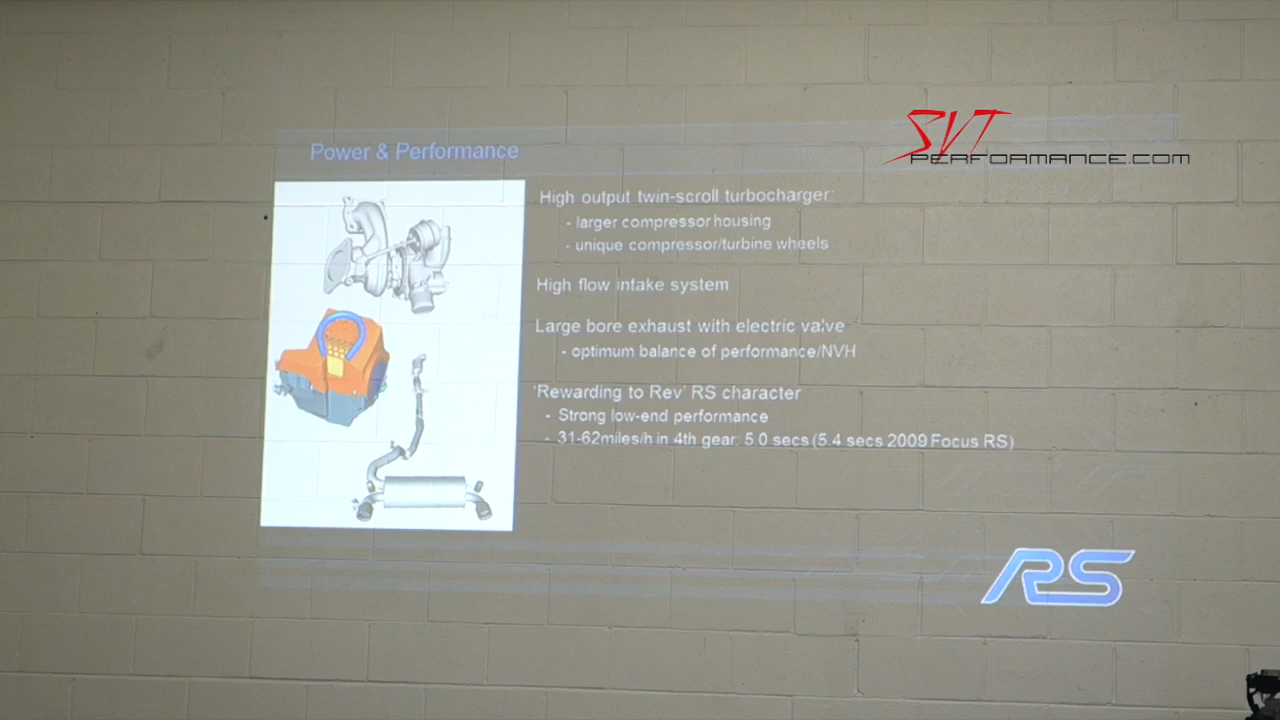 SVT
PERFORMANCE.COM
Power & Performance
High output twin-scroll turbocharger:
- larger compressor housing
- unique compressor/turbine wheels
High flow intake system
Large bore exhaust with electric valve
- optimum balance of performance/NVH
'Rewarding to Rev' RS character
- Strong low-end performance
- 31-62miles/h in 4th gear: 5.0 secs (5.4 secs 2009 Focus RS)
RS